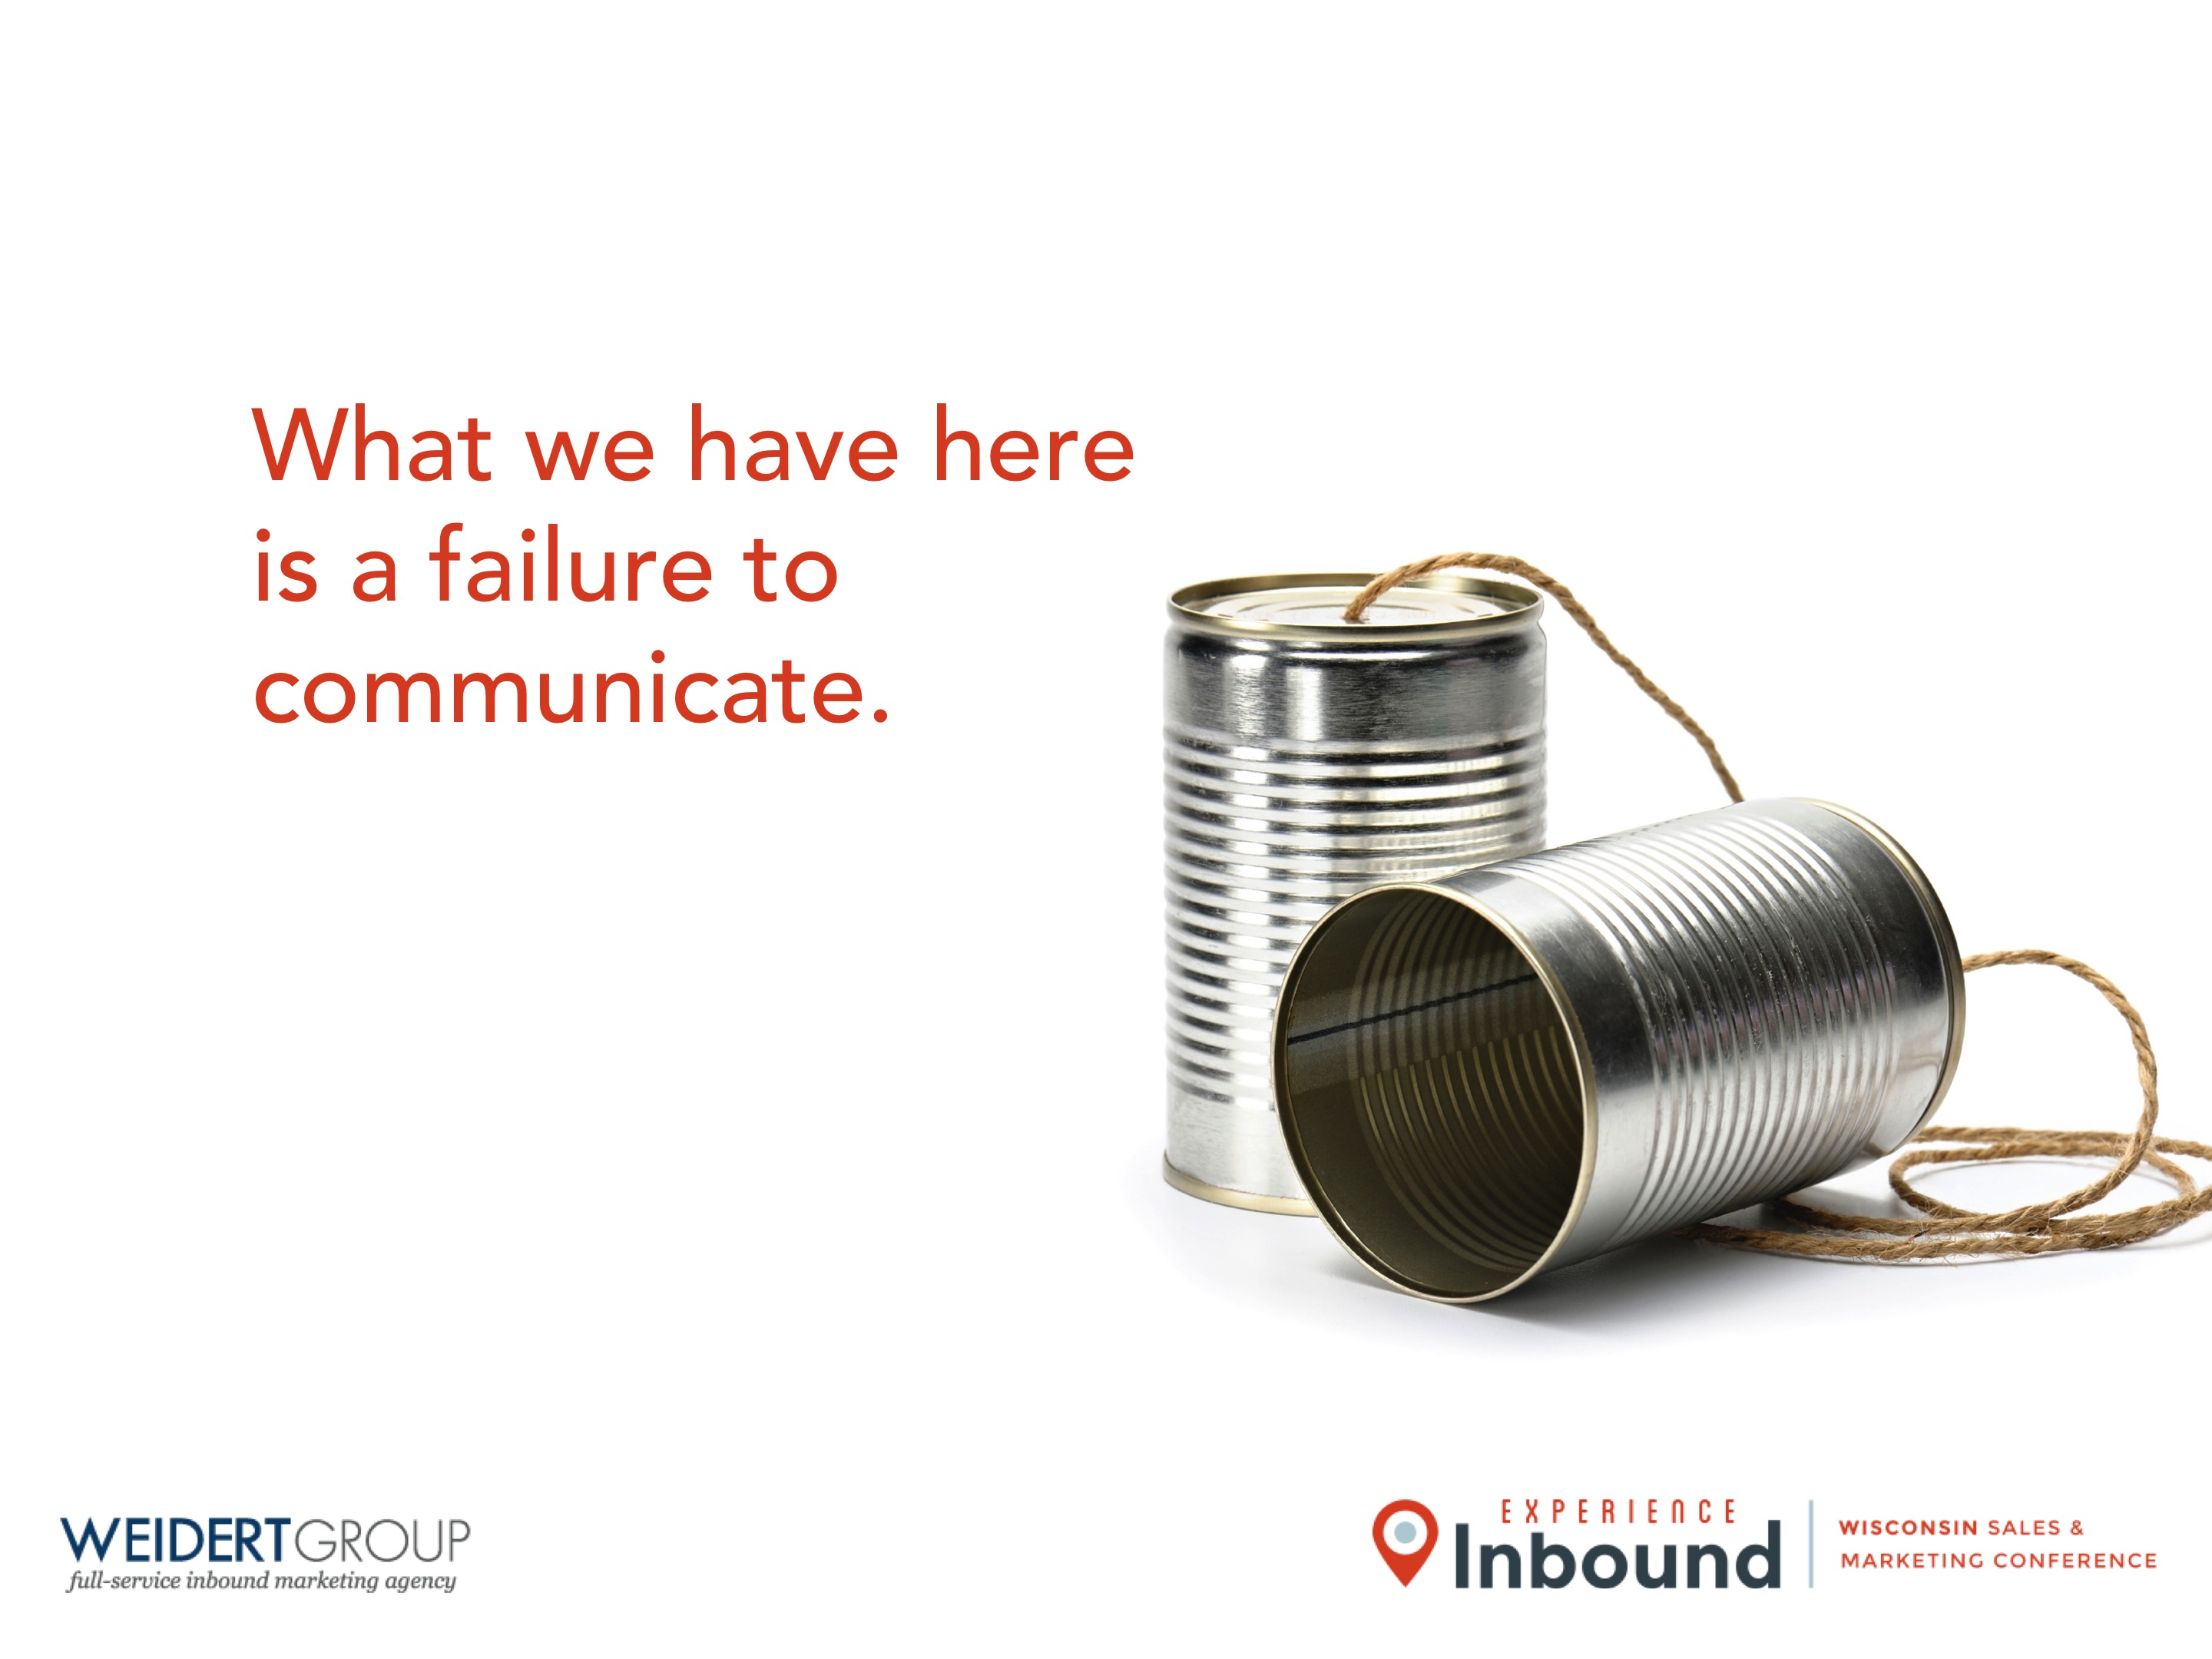 What we have here
is a failure to
communicate.
WEIDERTGROUP
full-service inbound marketing agency
EXPERIENCE
Inbound
WISCONSIN SALES &
MARKETING CONFERENCE